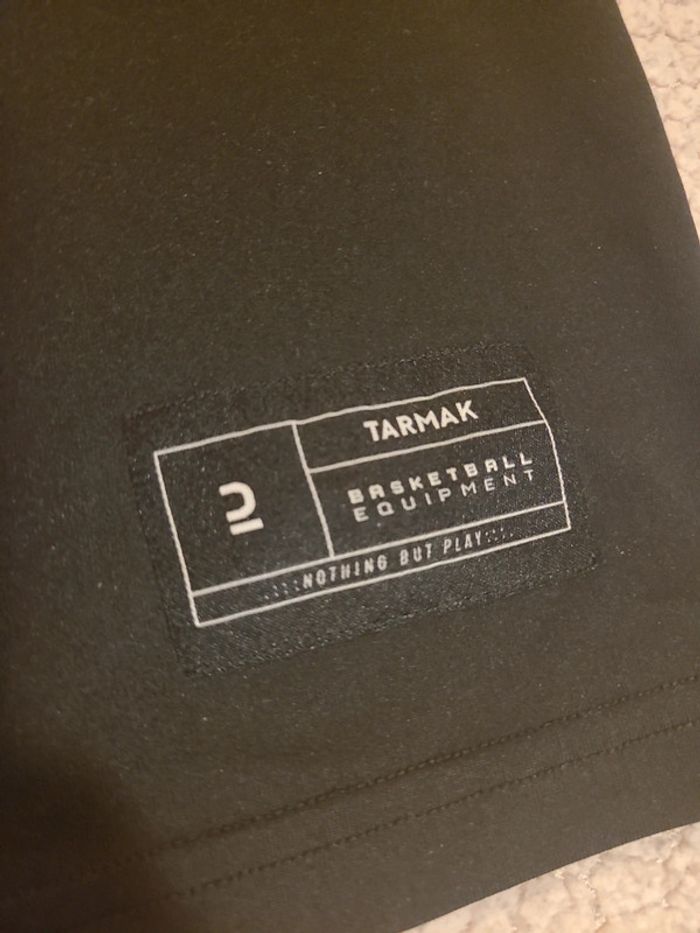 TARMAK
BASKETBALL
EQUIPMENT
NOTHING BUT PLAY